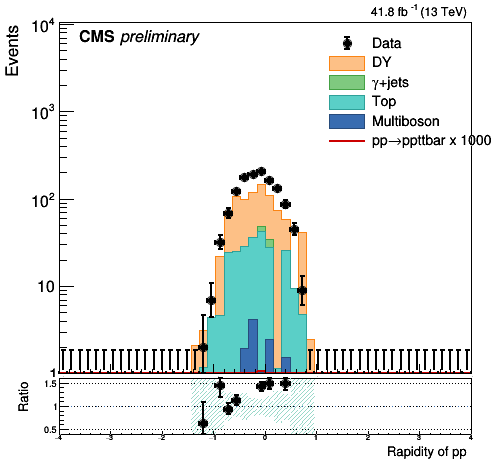 41.8 fb⁻¹ (13 TeV)
CMS preliminary
Events
10⁴
10³
10²
10
1
Data
DY
γ+jets
Top
Multiboson
pp→ppttbar x 1000
Ratio
1.5
1
0.5
-4 -3 -2 -1 0 1 2 3 4
Rapidity of pp